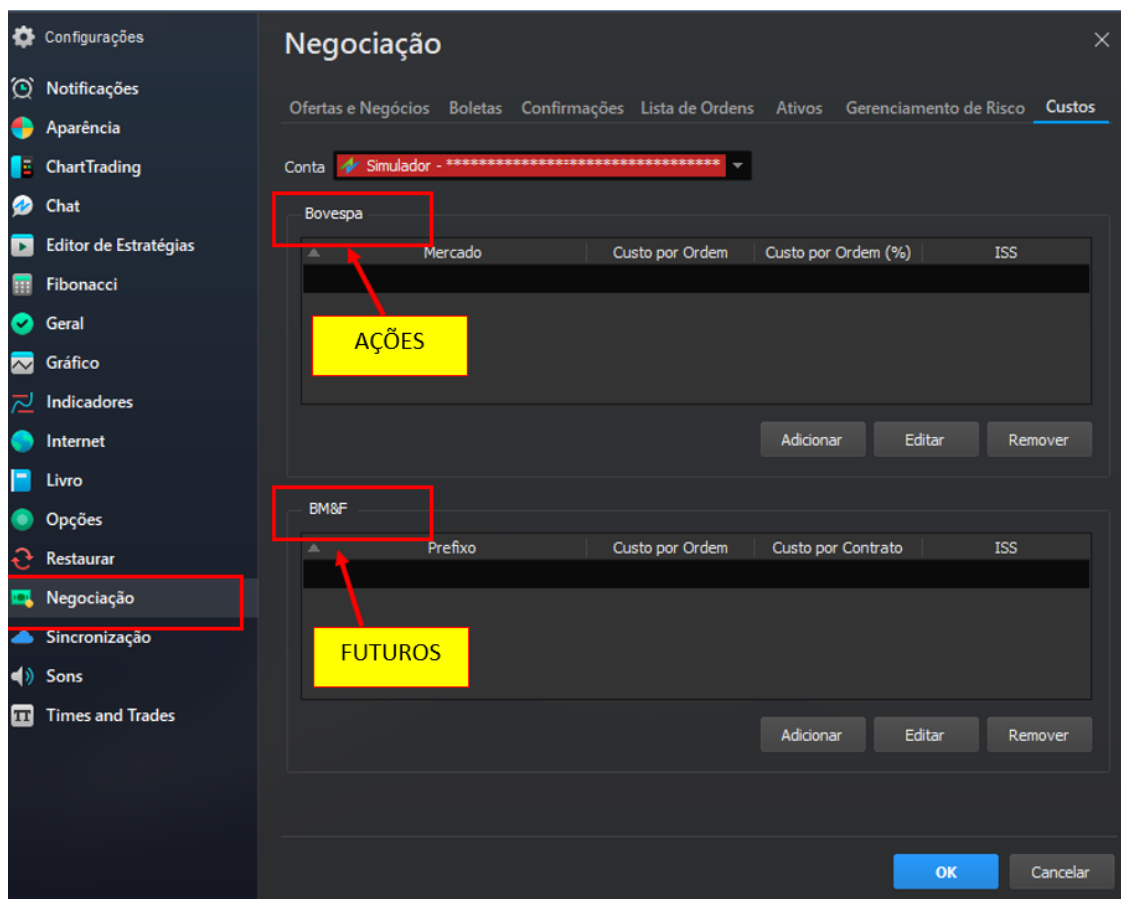 Configurações
Notificações
Aparência
ChartTrading
Chat
Editor de Estratégias
Fibonacci
Geral
Gráfico
Indicadores
Internet
Livro
Opções
Restaurar
Negociação
Sincronização
Sons
Times and Trades
Negociação
Ofertas e Negócios Boletas Confirmações Lista de Ordens Ativos Gerenciamento de Risco Custos
Conta Simulador - **********************************
Bovespa
Mercado Custo por Ordem Custo por Ordem (%) ISS
AÇÕES
Adicionar Editar Remover
BM&F
Prefixo Custo por Ordem Custo por Contrato ISS
FUTUROS
Adicionar Editar Remover
OK Cancelar